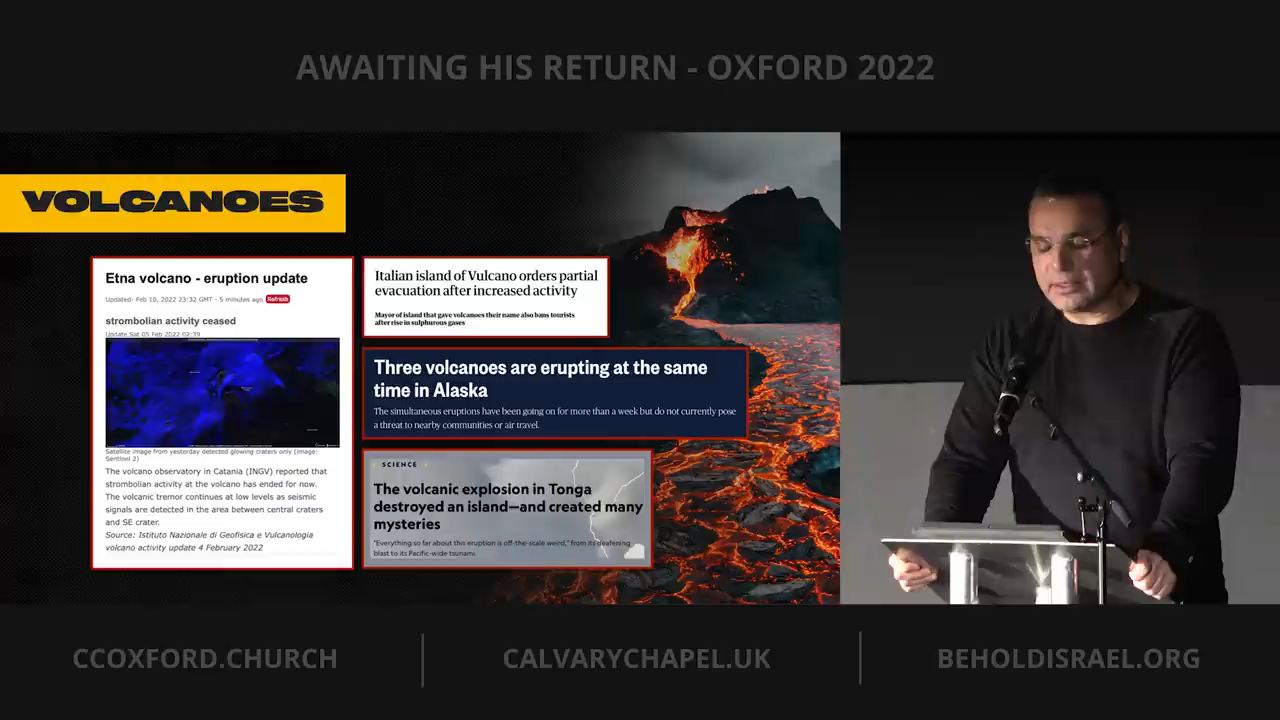 AWAITING HIS RETURN - OXFORD 2022
VOLCANOES
Etna volcano - eruption update
Updated: Feb 10, 2022 23:32 GMT - 5 minutes ago Refresh
strombolian activity ceased
Update Sat 05 Feb 2022 02:39
Satellite image from yesterday detected glowing craters only (image:
Sentinel 2)
The volcano observatory in Catania (INGV) reported that
strombolian activity at the volcano has ended for now.
The volcanic tremor continues at low levels as seismic
signals are detected in the area between central craters
and SE crater.
Source: Istituto Nazionale di Geofisica e Vulcanologia
volcano activity update 4 February 2022
Italian island of Vulcano orders partial
evacuation after increased activity
Mayor of island that gave volcanoes their name also bans tourists
after rise in sulphurous gases
Three volcanoes are erupting at the same
time in Alaska
The simultaneous eruptions have been going on for more than a week but do not currently pose
a threat to nearby communities or air travel.
SCIENCE
The volcanic explosion in Tonga
destroyed an island—and created many
mysteries
"Everything so far about this eruption is off-the-scale weird," from its deafening
blast to its Pacific-wide tsunami.
CCOXFORD.CHURCH
CALVARYCHAPEL.UK
BEHOLDISRAEL.ORG